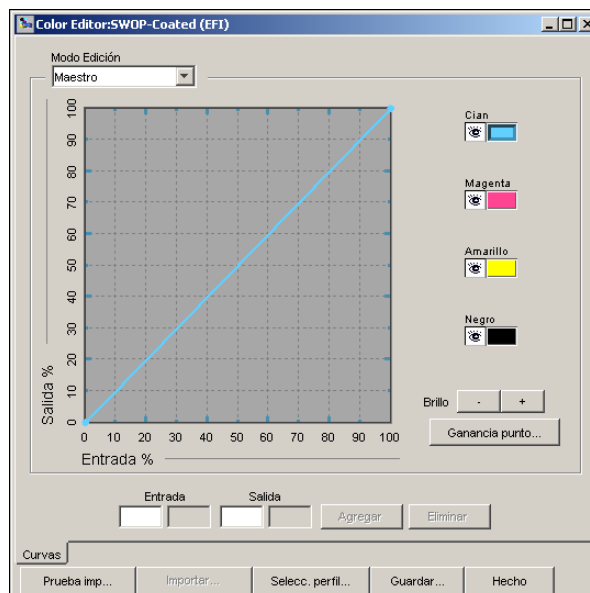 Color Editor:SWOP-Coated (EFI)
Modo Edición
Maestro
100
90
80
70
60
50
40
30
20
10
0
Salida %
0 10 20 30 40 50 60 70 80 90 100
Entrada %
Cian
Magenta
Amarillo
Negro
Brillo - +
Ganancia punto...
Entrada Salida
Agregar Eliminar
Curvas
Prueba imp... Importar... Selecc. perfil... Guardar... Hecho